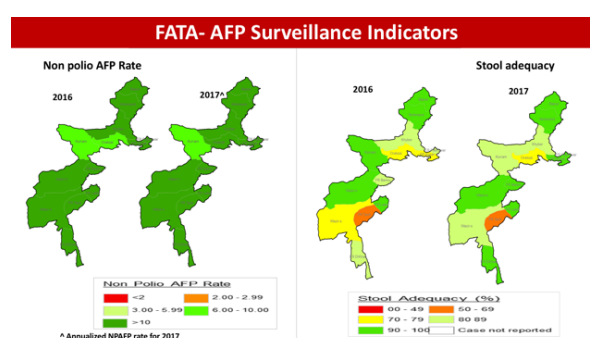 FATA- AFP Surveillance Indicators
Non polio AFP Rate
Stool adequacy
2016
2017^
2016
2017
Non Polio AFP Rate
<2
2.00 - 2.99
3.00 - 5.99
6.00 - 10.00
>10
^ Annualized NPAFP rate for 2017
Stool Adequacy (%)
00 - 49
50 - 69
70 - 79
80 89
90 - 100
Case not reported